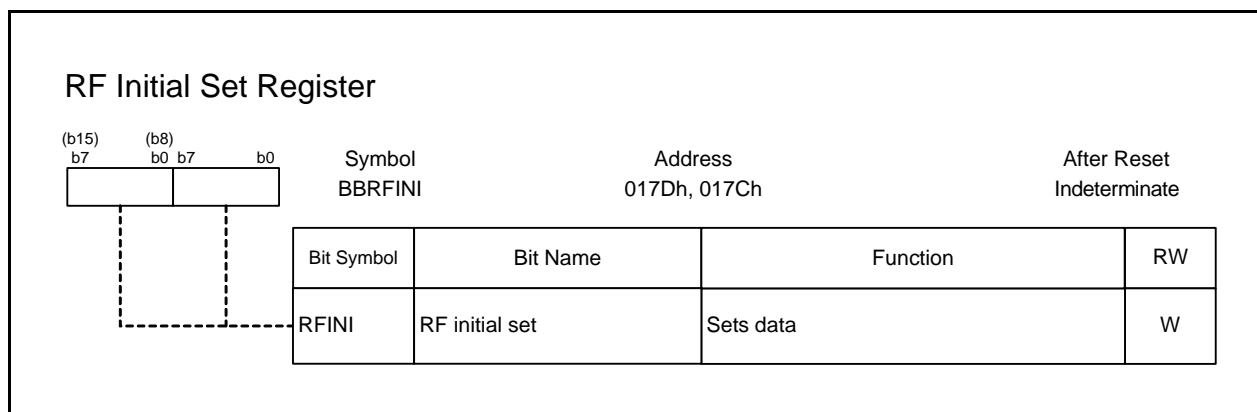 RF Initial Set Register
(b15) (b8)
b7 b0 b7 b0
Symbol Address After Reset
BBRFINI 017Dh, 017Ch Indeterminate
Bit Symbol Bit Name Function RW
RFINI RF initial set Sets data W